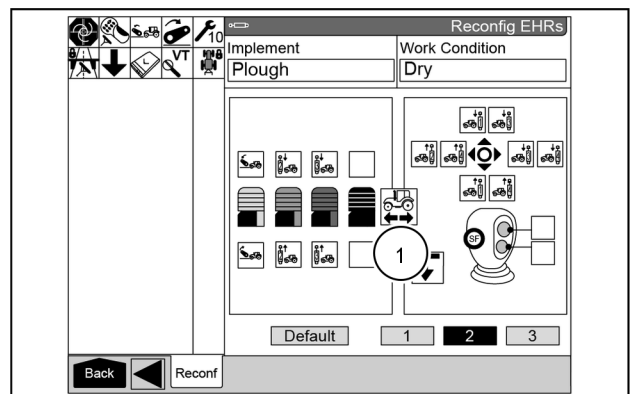 10
Reconfig EHRs
VT
Implement
Work Condition
Plough
Dry
SF
1
Default
1
2
3
Back
Reconf